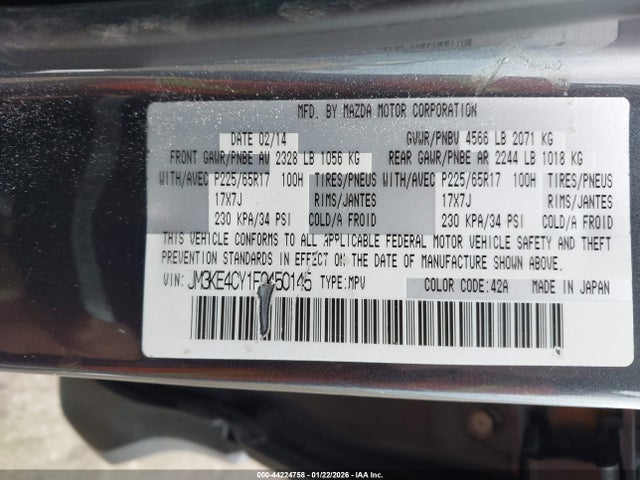 MFD. BY MAZDA MOTOR CORPORATION
DATE 02/14 GVWR/PNBV 4566 LB 2071 KG
FRONT GAWR/PNBE AV 2328 LB 1056 KG REAR GAWR/PNBE AR 2244 LB 1018 KG
WITH/AVEC P225/65R17 100H TIRES/PNEUS WITH/AVEC P225/65R17 100H TIRES/PNEUS
17X7J RIMS/JANTES 17X7J RIMS/JANTES
230 KPA/34 PSI COLD/A FROID 230 KPA/34 PSI COLD/A FROID
THIS VEHICLE CONFORMS TO ALL APPLICABLE FEDERAL MOTOR VEHICLE SAFETY AND THEFT
PREVENTION STANDARDS IN EFFECT ON THE DATE OF MANUFACTURE SHOWN ABOVE.
VIN: JM3KE4CY1F0450145 TYPE: MPV COLOR CODE: 42A MADE IN JAPAN
000-44224758 - 01/22/2026 - IAA Inc.